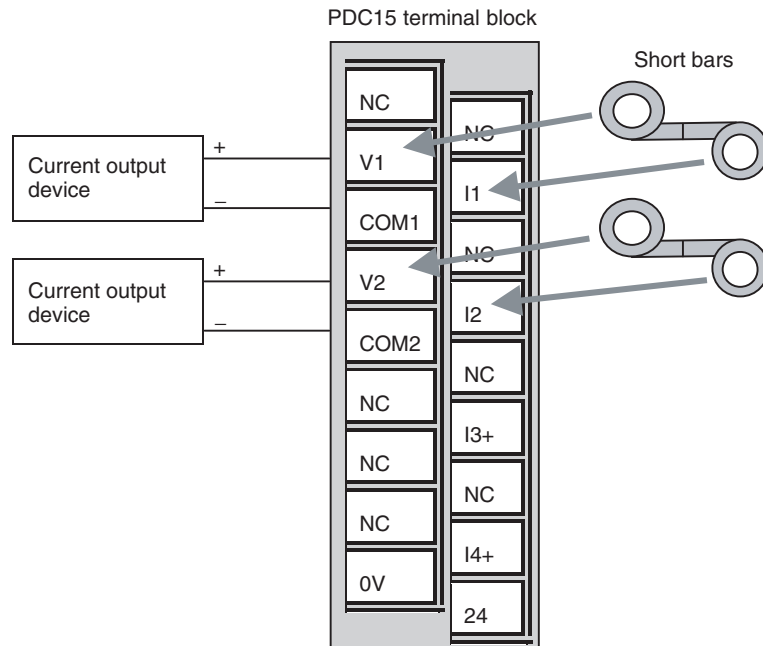 PDC15 terminal block
Short bars
NC
V1
COM1
V2
COM2
NC
NC
NC
0V
NC
I1
NC
I2
NC
I3+
NC
I4+
24
Current output
device
+
−
Current output
device
+
−